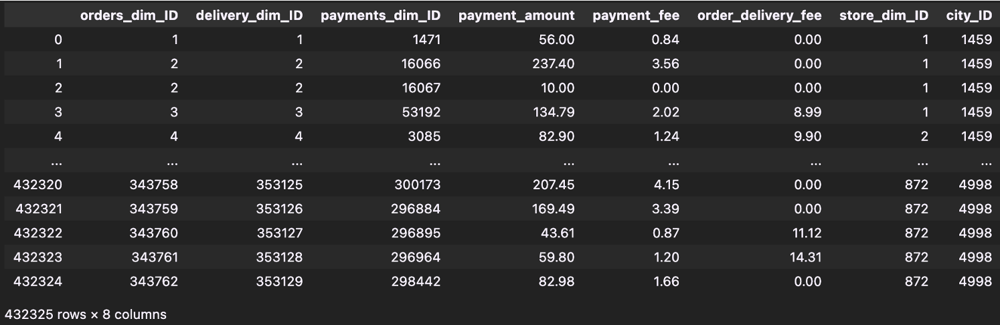 orders_dim_ID delivery_dim_ID payments_dim_ID payment_amount payment_fee order_delivery_fee store_dim_ID city_ID
0 1 1 1471 56.00 0.84 0.00 1 1459
1 2 2 16066 237.40 3.56 0.00 1 1459
2 2 2 16067 10.00 0.00 0.00 1 1459
3 3 3 53192 134.79 2.02 8.99 1 1459
4 4 4 3085 82.90 1.24 9.90 2 1459
... ... ... ... ... ... ... ... ...
432320 343758 353125 300173 207.45 4.15 0.00 872 4998
432321 343759 353126 296884 169.49 3.39 0.00 872 4998
432322 343760 353127 296895 43.61 0.87 11.12 872 4998
432323 343761 353128 296964 59.80 1.20 14.31 872 4998
432324 343762 353129 298442 82.98 1.66 0.00 872 4998
432325 rows × 8 columns